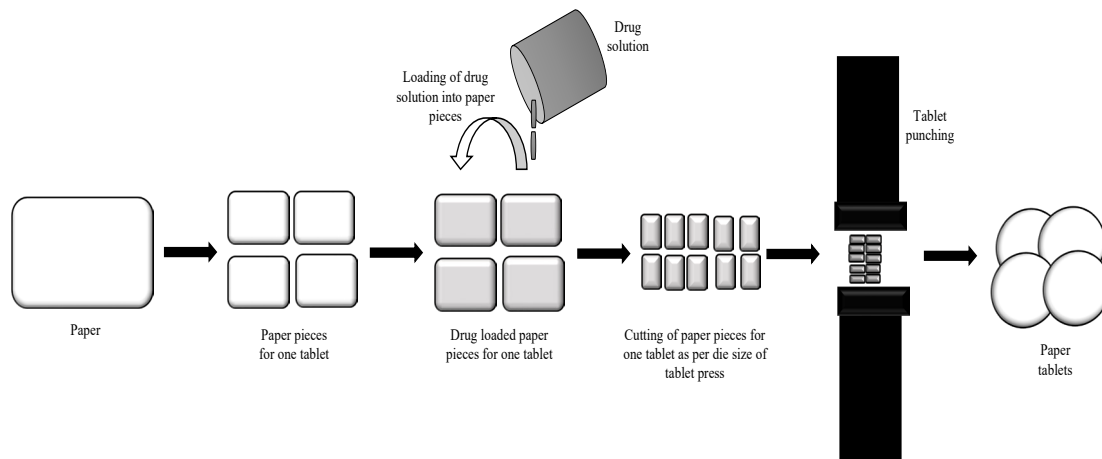 Drug
solution
Loading of drug
solution into paper
pieces
Tablet
punching
Paper
Paper pieces
for one tablet
Drug loaded paper
pieces for one tablet
Cutting of paper pieces for
one tablet as per die size of
tablet press
Paper
tablets